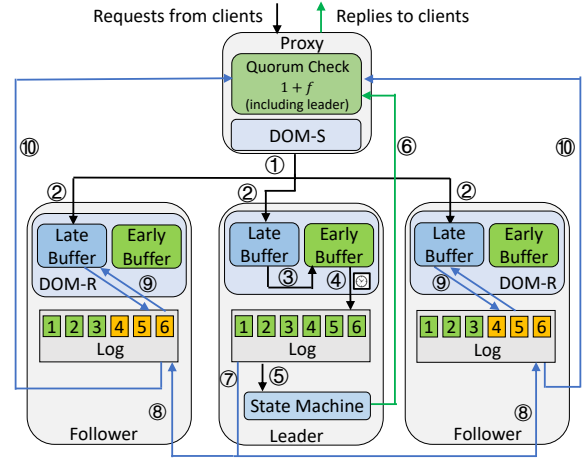 Requests from clients
Replies to clients
Proxy
Quorum Check
1 + f
(including leader)
DOM-S
①
⑩
⑥
⑩
②
②
②
Late
Buffer
Early
Buffer
DOM-R
⑨
Late
Buffer
Early
Buffer
③
④
Late
Buffer
Early
Buffer
⑨
DOM-R
1 2 3 4 5 6
Log
1 2 3 4 5 6
Log
1 2 3 4 5 6
Log
⑦
⑤
⑧
⑧
State Machine
Follower
Leader
Follower